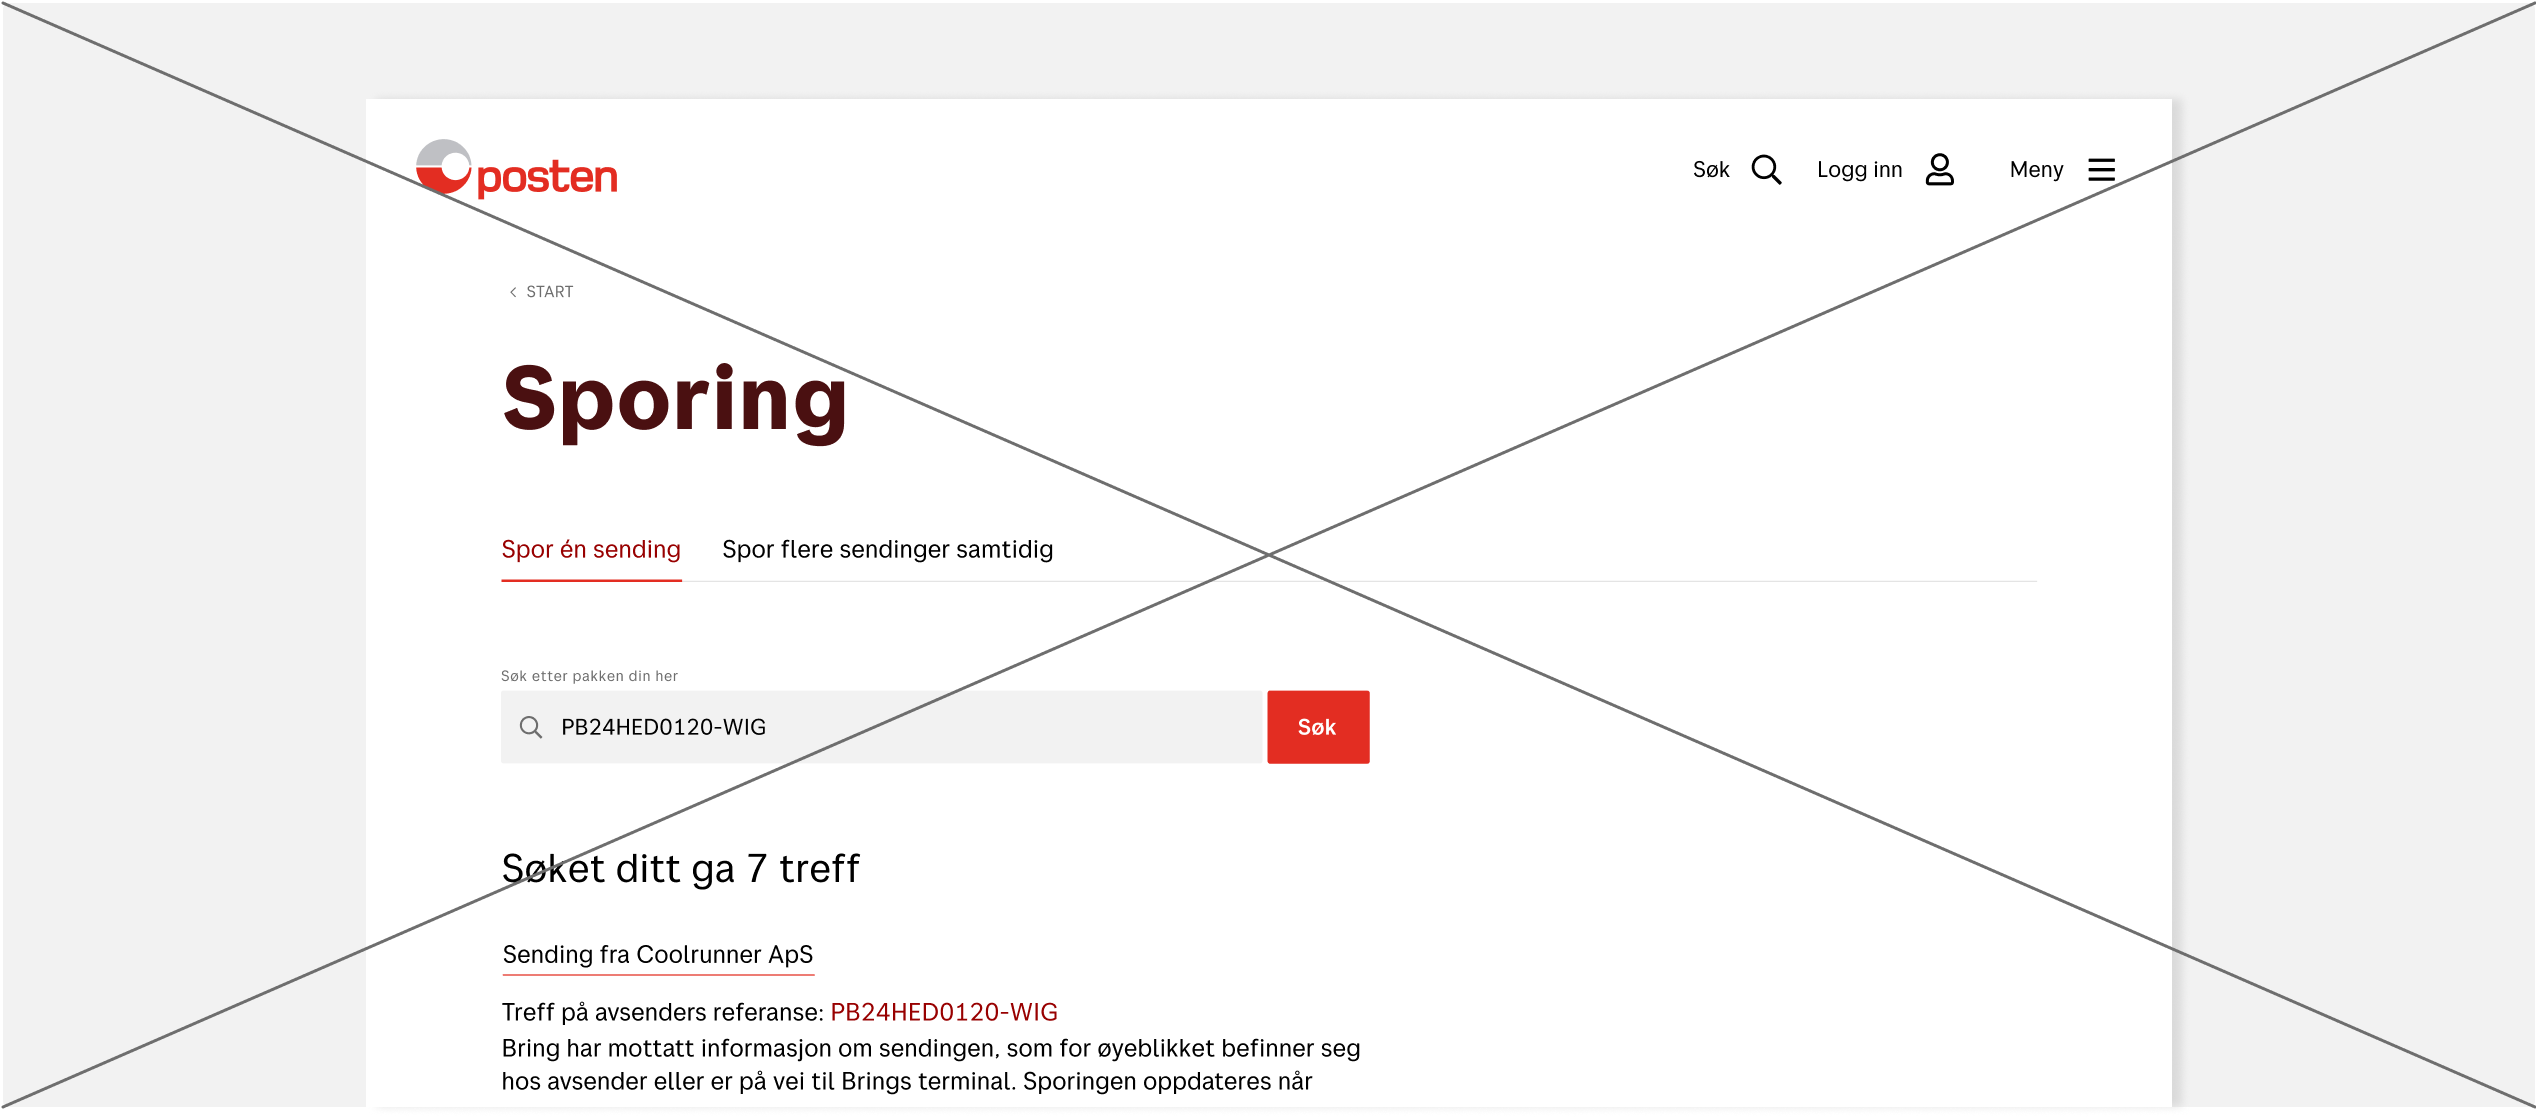 posten
Søk Logg inn Meny
START
Sporing
Spor én sending Spor flere sendinger samtidig
Søk etter pakken din her
PB24HED0120-WIG Søk
Søket ditt ga 7 treff
Sending fra Coolrunner ApS
Treff på avsenders referanse: PB24HED0120-WIG
Bring har mottatt informasjon om sendingen, som for øyeblikket befinner seg
hos avsender eller er på vei til Brings terminal. Sporingen oppdateres når